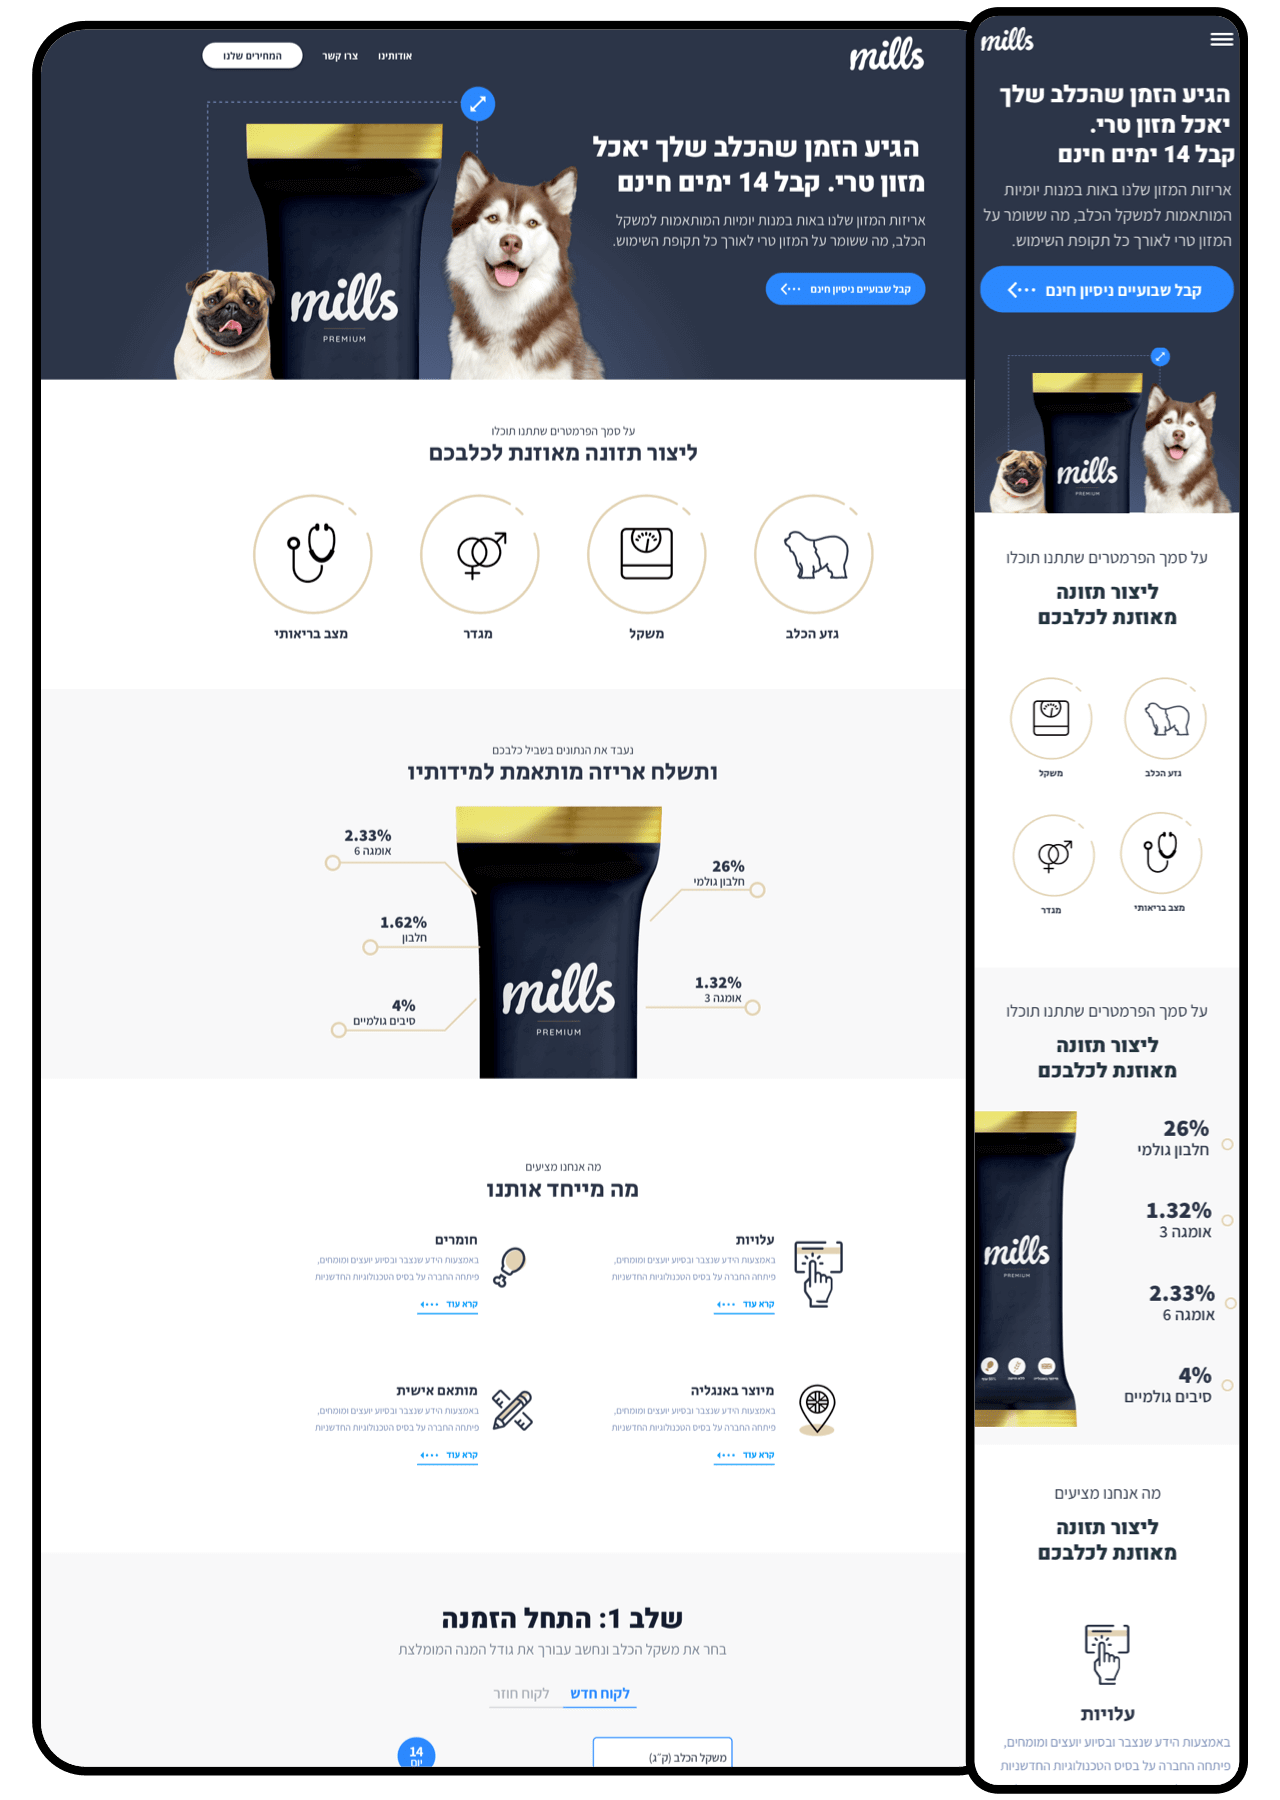 mills
אודותינו
צרו קשר
המחירים שלנו
הגיע הזמן שהכלב שלך יאכל
מזון טרי. קבל 14 ימים חינם
אריזות המזון שלנו באות במנות יומיות המותאמות למשקל
הכלב, מה ששומר על המזון טרי לאורך כל תקופת השימוש.
קבל שבועיים ניסיון חינם
mills
PREMIUM
על סמך הפרמטרים שתתנו תוכלו
ליצור תזונה מאוזנת לכלבכם
גזע הכלב
משקל
מגדר
מצב בריאותי
נעבד את הנתונים בשביל כלבכם
ותשלח אריזה מותאמת למידותיו
26%
חלבון גולמי
1.32%
אומגה 3
2.33%
אומגה 6
1.62%
חלבון
4%
סיבים גולמיים
mills
PREMIUM
מה אנחנו מציעים
מה מייחד אותנו
עלויות
באמצעות הידע שנצבר ובסיוע יועצים ומומחים,
פיתחה החברה על בסיס הטכנולוגיות החדשניות
קרא עוד
חומרים
באמצעות הידע שנצבר ובסיוע יועצים ומומחים,
פיתחה החברה על בסיס הטכנולוגיות החדשניות
קרא עוד
מיוצר באנגליה
באמצעות הידע שנצבר ובסיוע יועצים ומומחים,
פיתחה החברה על בסיס הטכנולוגיות החדשניות
קרא עוד
מותאם אישית
באמצעות הידע שנצבר ובסיוע יועצים ומומחים,
פיתחה החברה על בסיס הטכנולוגיות החדשניות
קרא עוד
שלב 1: התחל הזמנה
בחר את משקל הכלב ונחשב עבורך את גודל המנה המומלצת
לקוח חדש
לקוח חוזר
משקל הכלב (ק״ג)
14
יום
mills
הגיע הזמן שהכלב שלך
יאכל מזון טרי.
קבל 14 ימים חינם
אריזות המזון שלנו באות במנות יומיות
המותאמות למשקל הכלב, מה ששומר על
המזון טרי לאורך כל תקופת השימוש.
קבל שבועיים ניסיון חינם
mills
PREMIUM
על סמך הפרמטרים שתתנו תוכלו
ליצור תזונה
מאוזנת לכלבכם
גזע הכלב
משקל
מצב בריאותי
מגדר
על סמך הפרמטרים שתתנו תוכלו
ליצור תזונה
מאוזנת לכלבכם
26%
חלבון גולמי
1.32%
אומגה 3
2.33%
אומגה 6
4%
סיבים גולמיים
mills
PREMIUM
מה אנחנו מציעים
ליצור תזונה
מאוזנת לכלבכם
עלויות
באמצעות הידע שנצבר ובסיוע יועצים ומומחים,
פיתחה החברה על בסיס הטכנולוגיות החדשניות